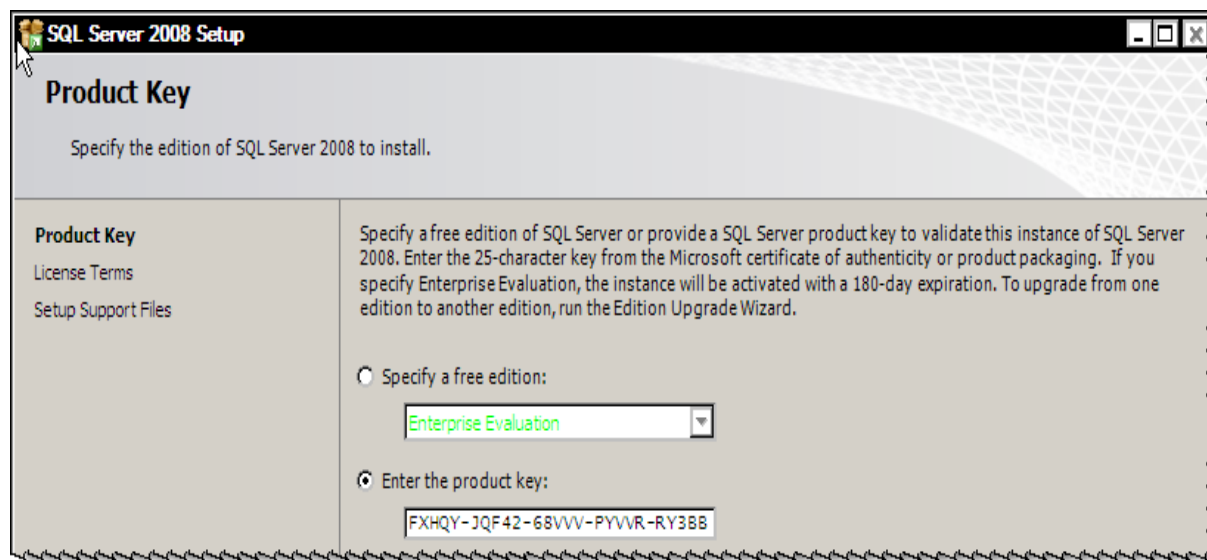 SQL Server 2008 Setup
Product Key
Specify the edition of SQL Server 2008 to install.
Product Key
License Terms
Setup Support Files
Specify a free edition of SQL Server or provide a SQL Server product key to validate this instance of SQL Server
2008. Enter the 25-character key from the Microsoft certificate of authenticity or product packaging. If you
specify Enterprise Evaluation, the instance will be activated with a 180-day expiration. To upgrade from one
edition to another edition, run the Edition Upgrade Wizard.
Specify a free edition:
Enterprise Evaluation
Enter the product key:
FXHQY-JQF42-68VVV-PYVVR-RY3BB